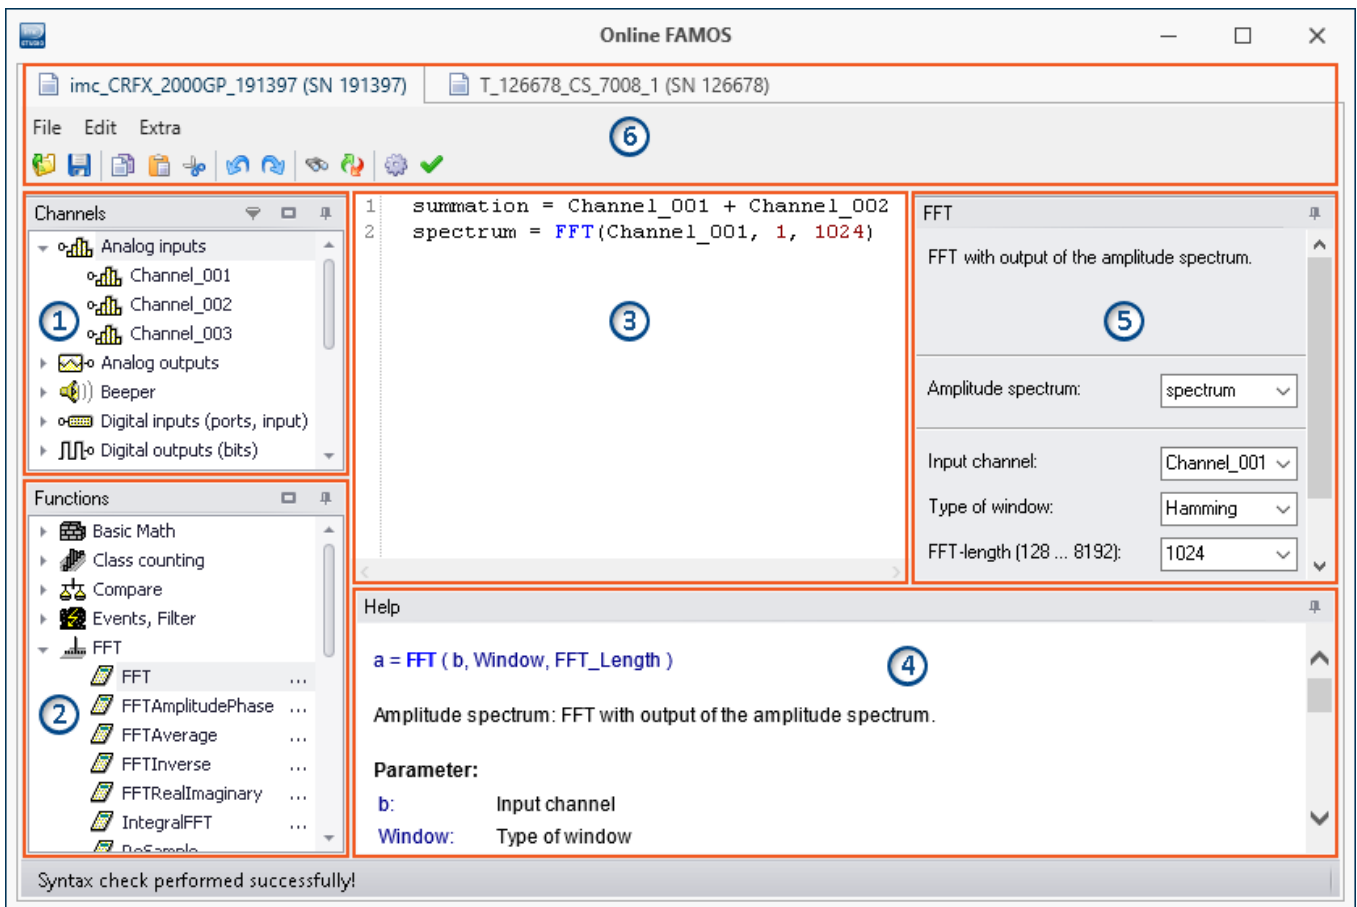 Online FAMOS
imc_CRFX_2000GP_191397 (SN 191397)
T_126678_CS_7008_1 (SN 126678)
File Edit Extra
6
Channels
Analog inputs
Channel_001
Channel_002
Channel_003
1
Analog outputs
Beeper
Digital inputs (ports, input)
Digital outputs (bits)
Functions
Basic Math
Class counting
Compare
Events, Filter
FFT
FFT ...
FFTAmplitudePhase ...
2
FFTAverage ...
FFTInverse ...
FFTRealImaginary ...
IntegralFFT ...
1 summation = Channel_001 + Channel_002
2 spectrum = FFT(Channel_001, 1, 1024)
3
FFT
FFT with output of the amplitude spectrum.
5
Amplitude spectrum: spectrum
Input channel: Channel_001
Type of window: Hamming
FFT-length (128 ... 8192): 1024
Help
a = FFT ( b, Window, FFT_Length )
4
Amplitude spectrum: FFT with output of the amplitude spectrum.
Parameter:
b: Input channel
Window: Type of window
Syntax check performed successfully!